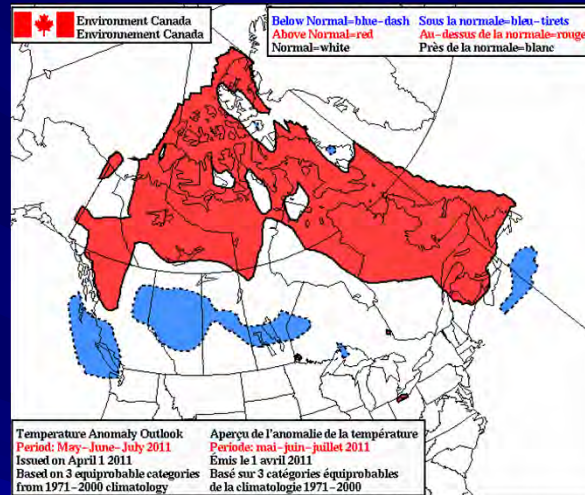 Environment Canada
Environnement Canada
Below Normal=blue-dash
Above Normal=red
Normal=white
Sous la normale=bleu-tirets
Au-dessus de la normale=rouge
Près de la normale=blanc
Temperature Anomaly Outlook
Period: May-June-July 2011
Issued on April 1 2011
Based on 3 equiprobable categories
from 1971-2000 climatology
Aperçu de l'anomalie de la température
Période: mai-juin-juillet 2011
Émis le 1 avril 2011
Basé sur 3 catégories équiprobables
de la climatologie 1971-2000